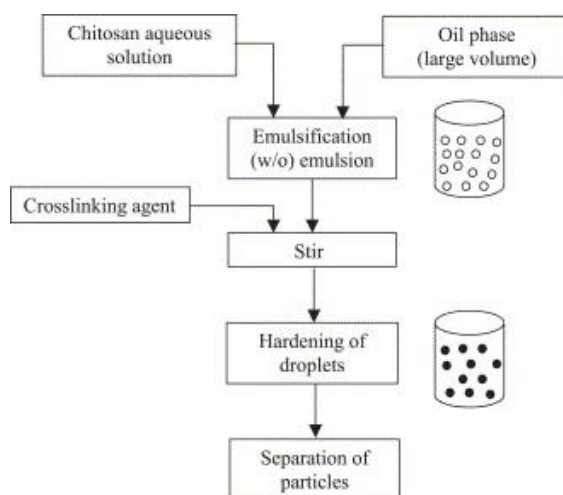 Chitosan aqueous
solution
Oil phase
(large volume)
Emulsification
(w/o) emulsion
Crosslinking agent
Stir
Hardening of
droplets
Separation of
particles